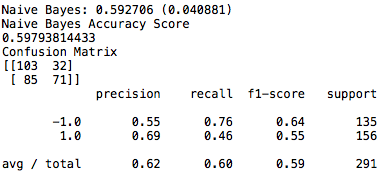 Naive Bayes: 0.592706 (0.040881)
Naive Bayes Accuracy Score
0.59793814433
Confusion Matrix
[[103 32]
[ 85 71]]
precision recall f1-score support
-1.0 0.55 0.76 0.64 135
1.0 0.69 0.46 0.55 156
avg / total 0.62 0.60 0.59 291